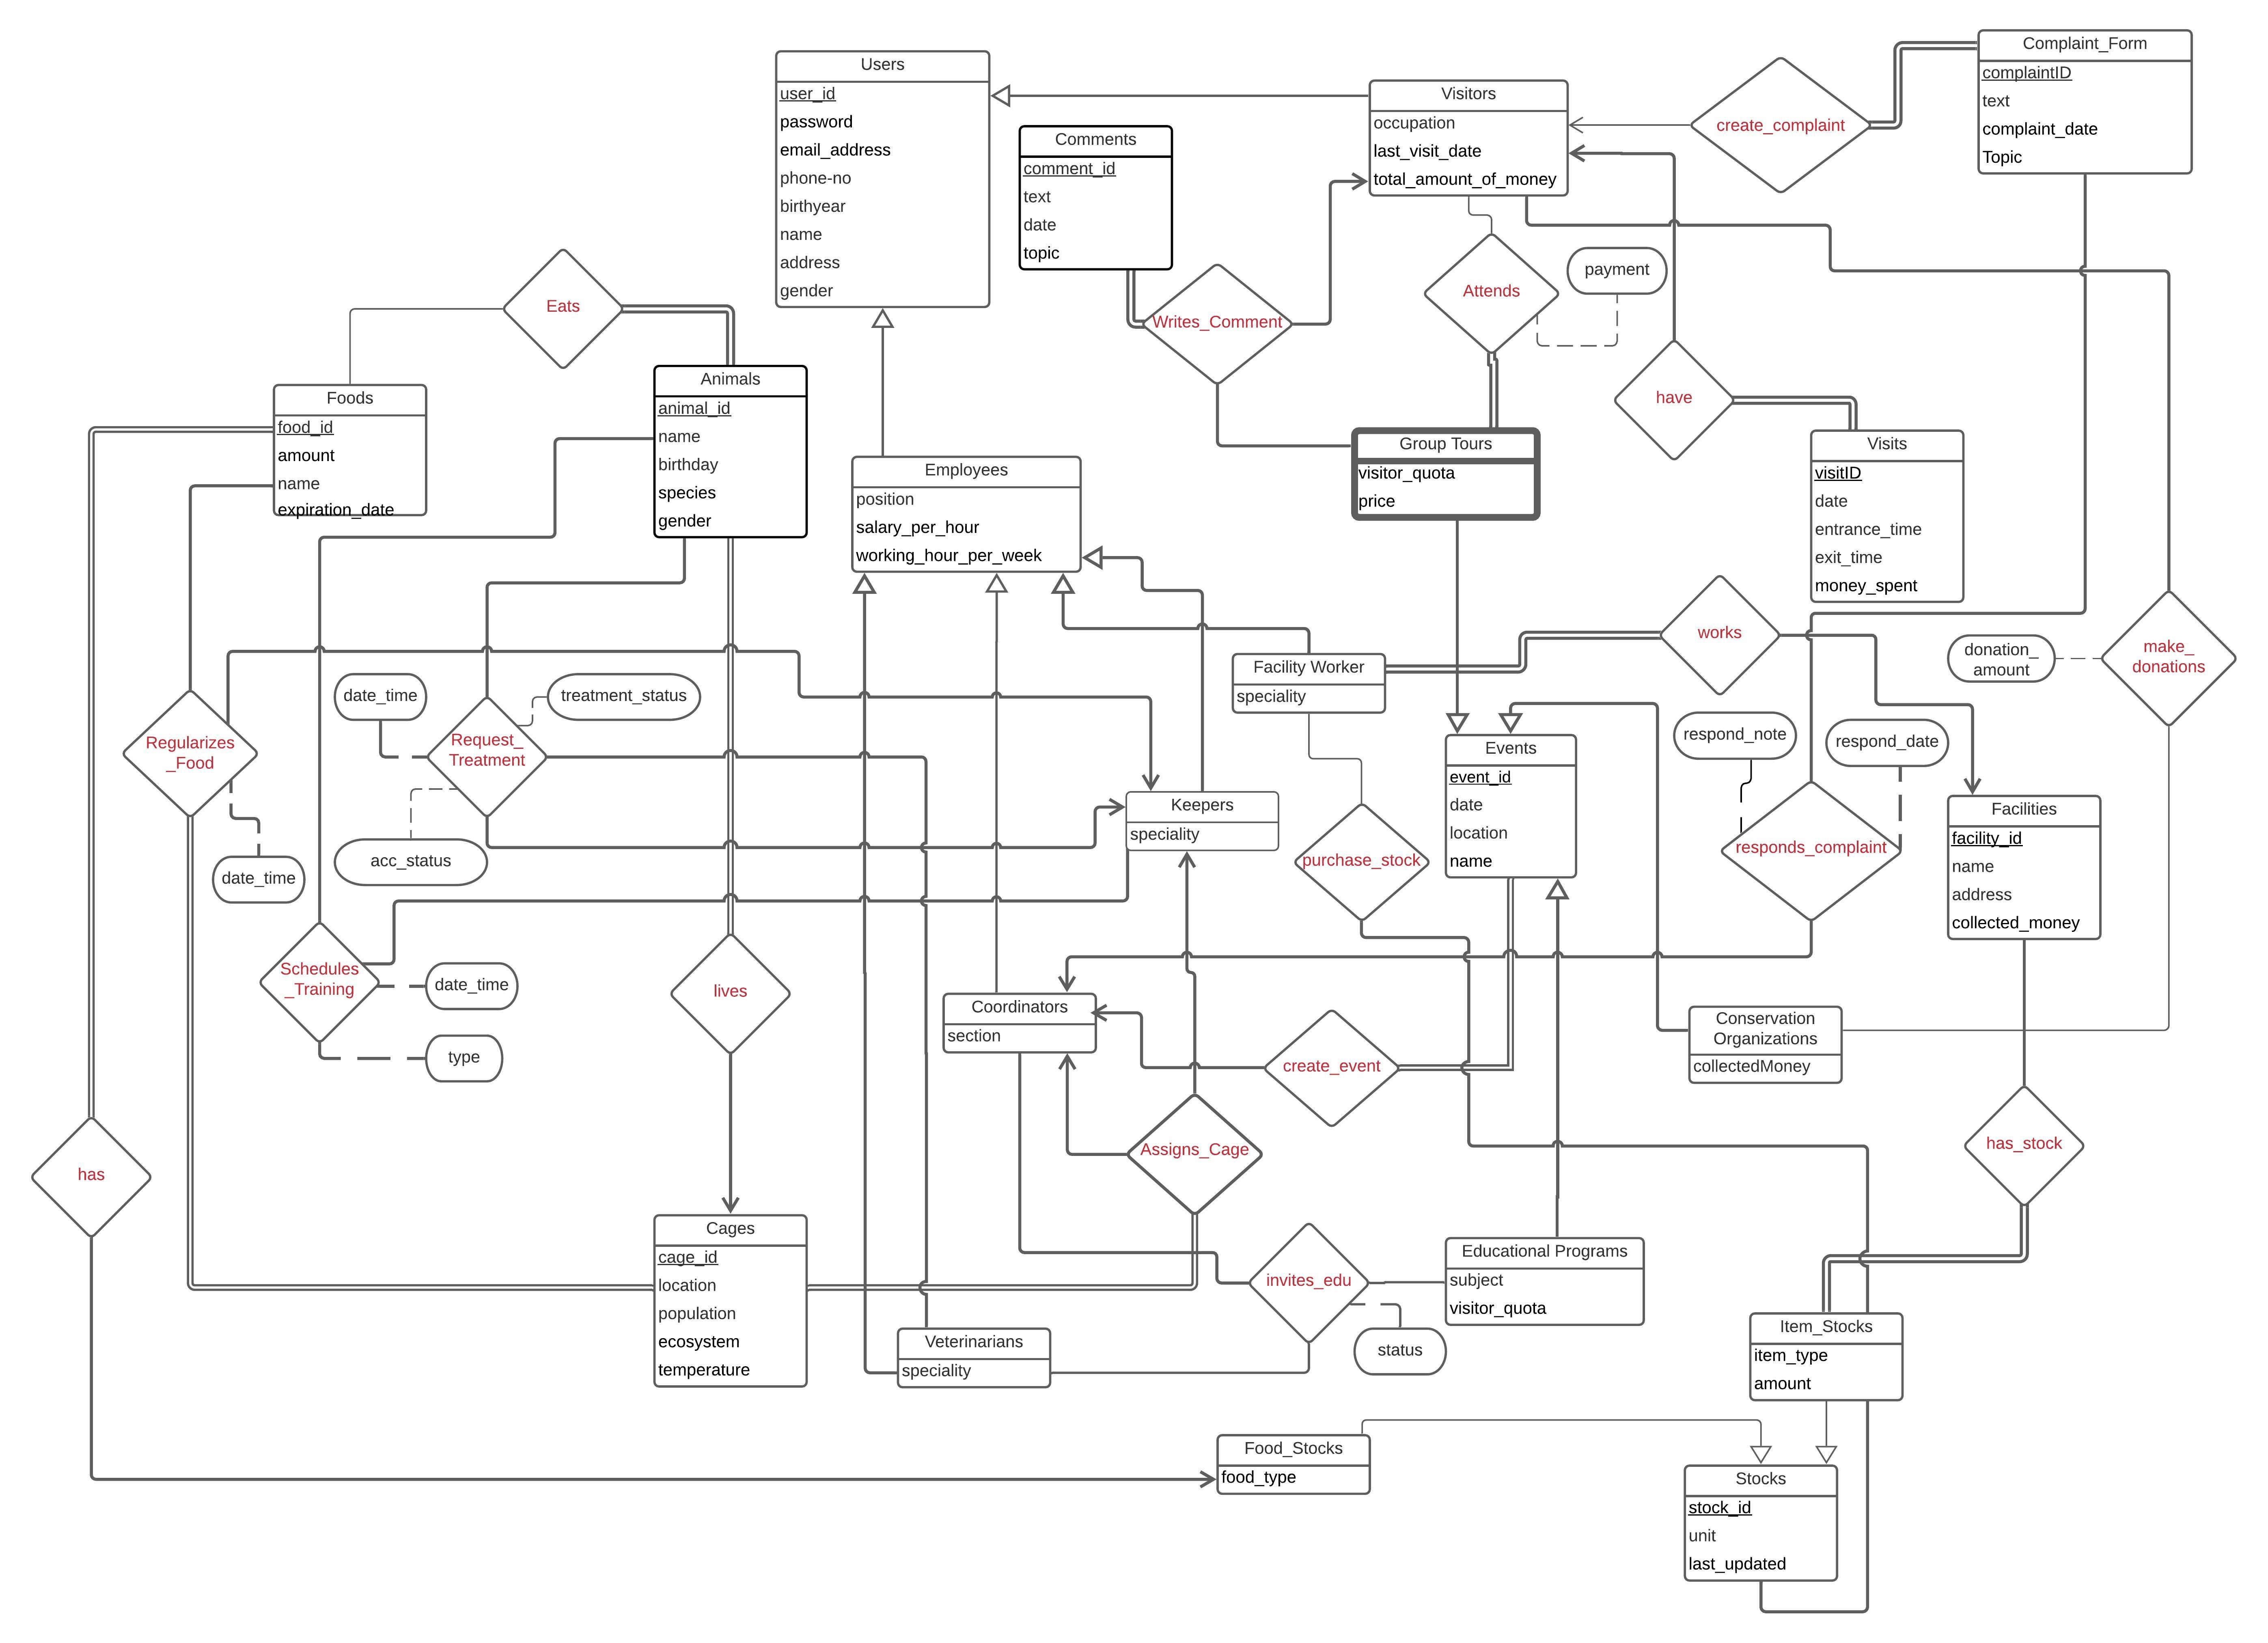 Users
user_id
password
email_address
phone-no
birthyear
name
address
gender
Comments
comment_id
text
date
topic
Visitors
occupation
last_visit_date
total_amount_of_money
create_complaint
Complaint_Form
complaintID
text
complaint_date
Topic
Eats
Writes_Comment
Attends
payment
have
Foods
food_id
amount
name
expiration_date
Animals
animal_id
name
birthday
species
gender
Employees
position
salary_per_hour
working_hour_per_week
Group Tours
visitor_quota
price
Visits
visitID
date
entrance_time
exit_time
money_spent
works
Facility Worker
speciality
donation_
amount
make_
donations
date_time
treatment_status
Regularizes
_Food
Request_
Treatment
acc_status
date_time
Keepers
speciality
purchase_stock
Events
event_id
date
location
name
respond_note
respond_date
responds_complaint
Facilities
facility_id
name
address
collected_money
Schedules
_Training
date_time
type
lives
Coordinators
section
create_event
Conservation
Organizations
collectedMoney
has
Assigns_Cage
has_stock
Cages
cage_id
location
population
ecosystem
temperature
invites_edu
Educational Programs
subject
visitor_quota
status
Veterinarians
speciality
Item_Stocks
item_type
amount
Food_Stocks
food_type
Stocks
stock_id
unit
last_updated